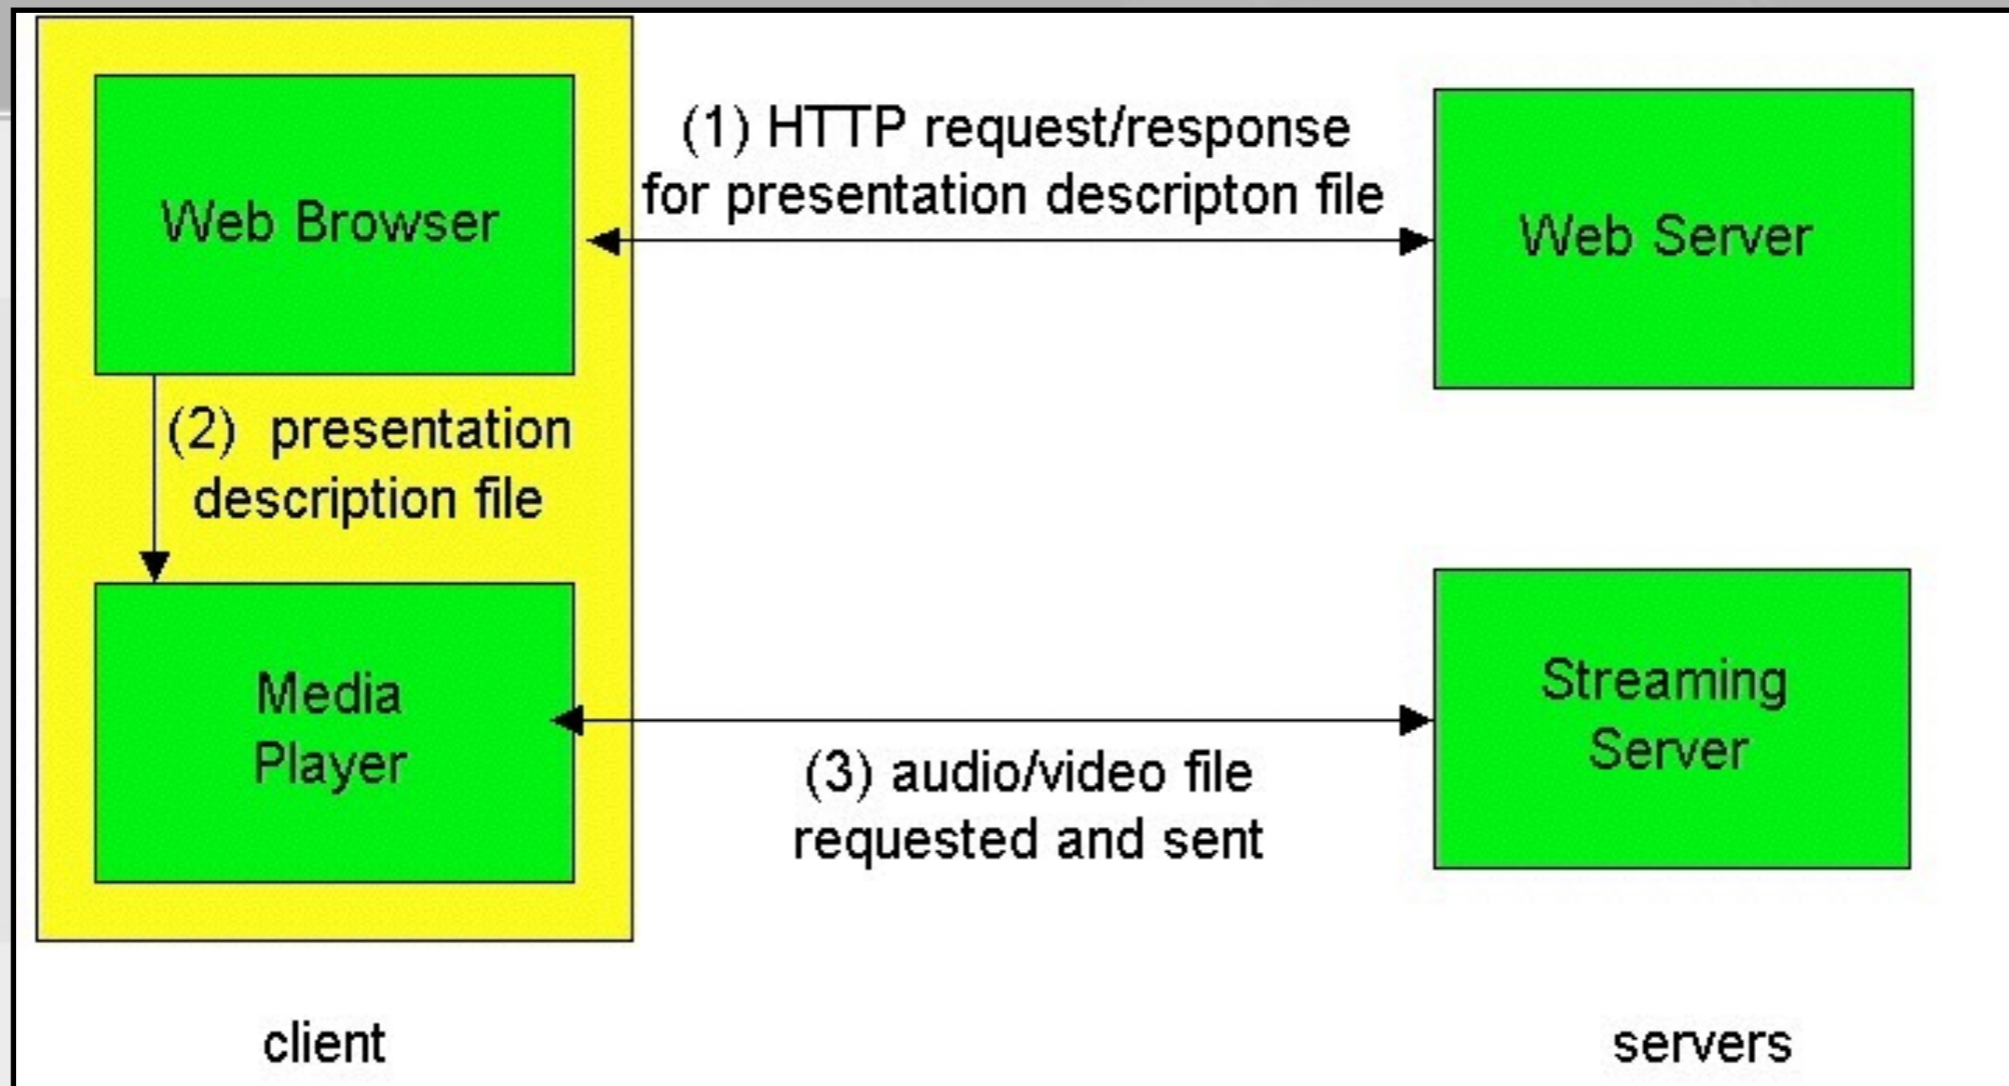 (1) HTTP request/response
for presentation descripton file
Web Browser
Web Server
(2) presentation
description file
Media
Player
Streaming
Server
(3) audio/video file
requested and sent
client
servers